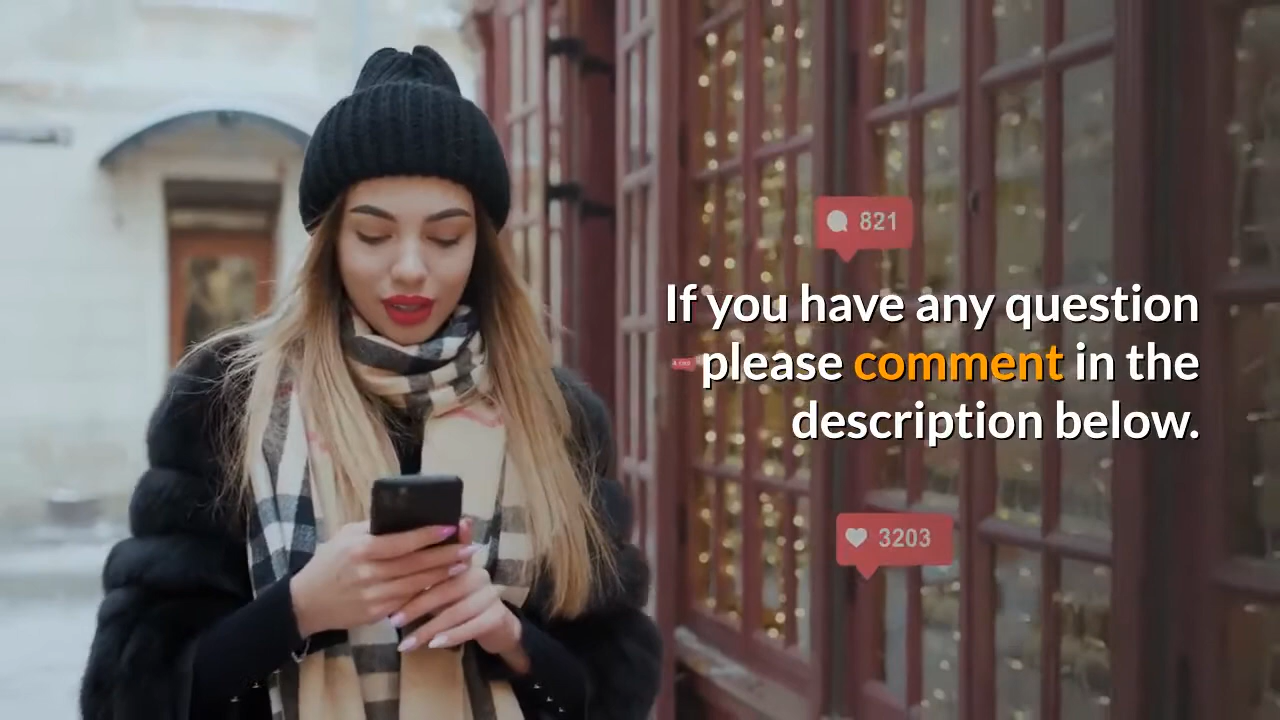 821
If you have any question
please comment in the
description below.
3203